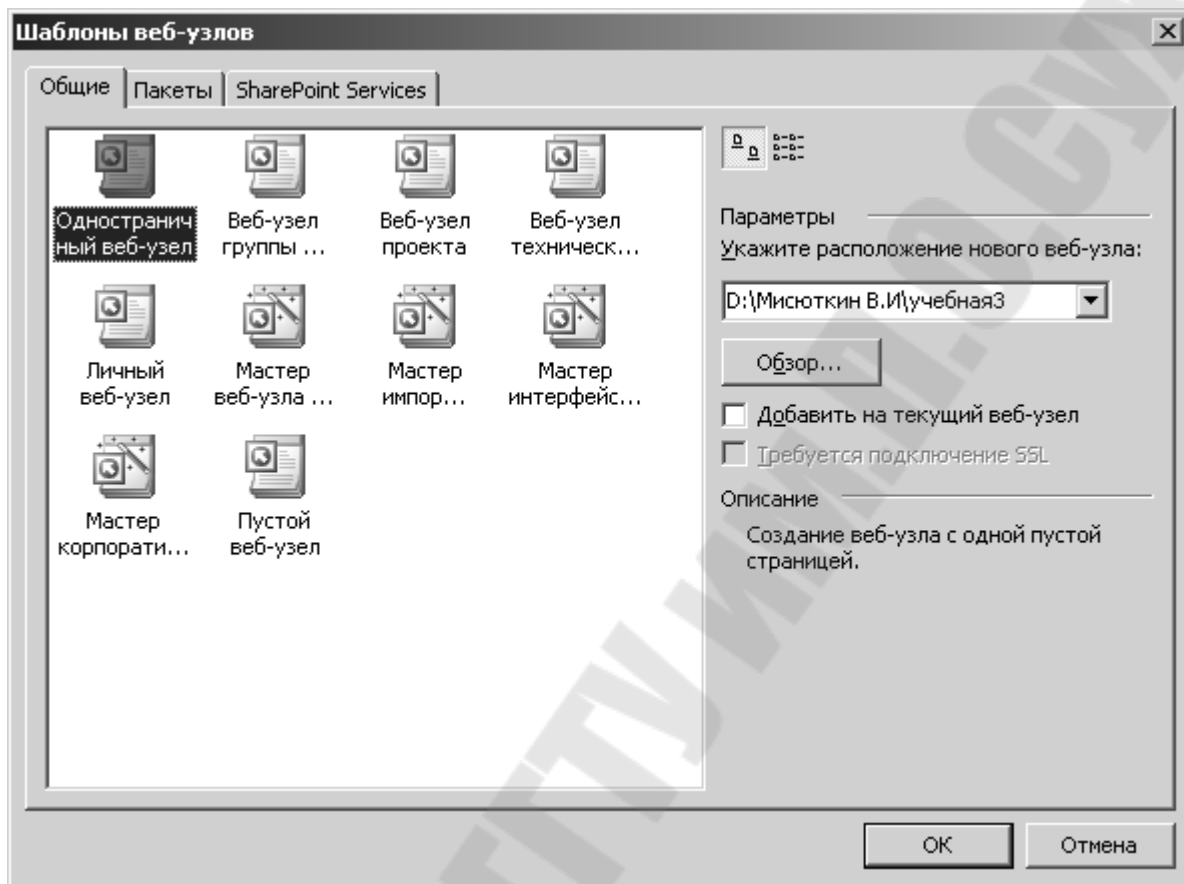 Шаблоны веб-узлов
Общие
Пакеты
SharePoint Services
Одностранич
ный веб-узел
Веб-узел
группы ...
Веб-узел
проекта
Веб-узел
техническ...
Личный
веб-узел
Мастер
веб-узла ...
Мастер
импор...
Мастер
интерфейс...
Мастер
корпорати...
Пустой
веб-узел
Параметры
Укажите расположение нового веб-узла:
D:\Мисюткин В.И\учебная3
Обзор...
Добавить на текущий веб-узел
Требуется подключение SSL
Описание
Создание веб-узла с одной пустой
страницей.
ОК
Отмена